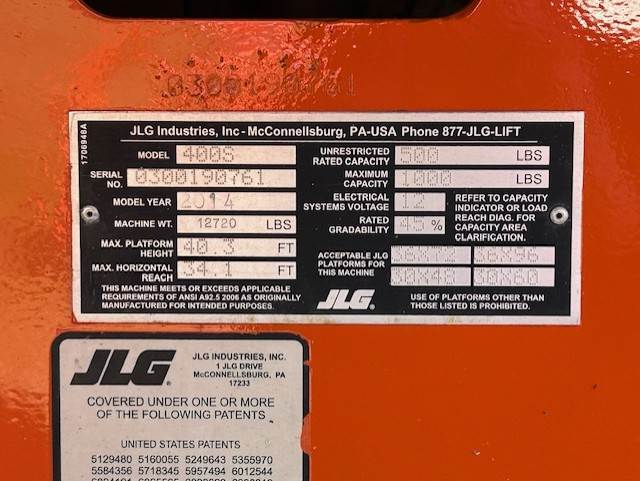 0300190761
1706948A
JLG Industries, Inc - McConnellsburg, PA-USA Phone 877-JLG-LIFT
MODEL 400S
SERIAL NO. 0300190761
MODEL YEAR 2014
MACHINE WT. 12720 LBS
MAX. PLATFORM HEIGHT 40.3 FT
MAX. HORIZONTAL REACH 34.1 FT
THIS MACHINE MEETS OR EXCEEDS APPLICABLE
REQUIREMENTS OF ANSI A92.5 2006 AS ORIGINALLY
MANUFACTURED FOR INTENDED PURPOSES.
UNRESTRICTED RATED CAPACITY 500 LBS
MAXIMUM CAPACITY 1000 LBS
ELECTRICAL SYSTEMS VOLTAGE 12
RATED GRADABILITY 45 %
REFER TO CAPACITY
INDICATOR OR LOAD
REACH DIAG. FOR
CAPACITY AREA
CLARIFICATION.
ACCEPTABLE JLG
PLATFORMS FOR
THIS MACHINE
36X72 36X96
30X48 30X60
JLG
USE OF PLATFORMS OTHER THAN
THOSE LISTED IS PROHIBITED.
JLG
JLG INDUSTRIES, INC.
1 JLG DRIVE
McCONNELLSBURG, PA
17233
COVERED UNDER ONE OR MORE
OF THE FOLLOWING PATENTS
UNITED STATES PATENTS
5129480 5160055 5249643 5355970
5584356 5718345 5957494 6012544